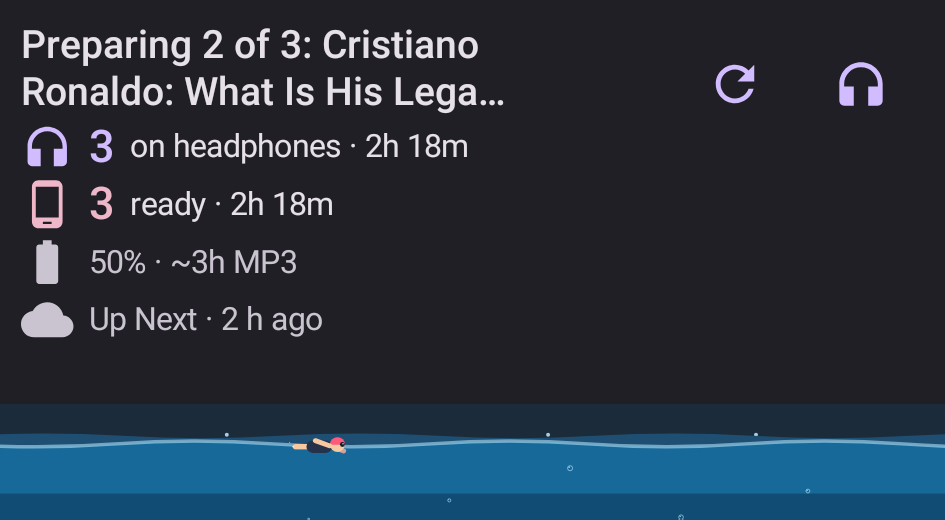 Preparing 2 of 3: Cristiano
Ronaldo: What Is His Lega…
3 on headphones · 2h 18m
3 ready · 2h 18m
50% · ~3h MP3
Up Next · 2 h ago